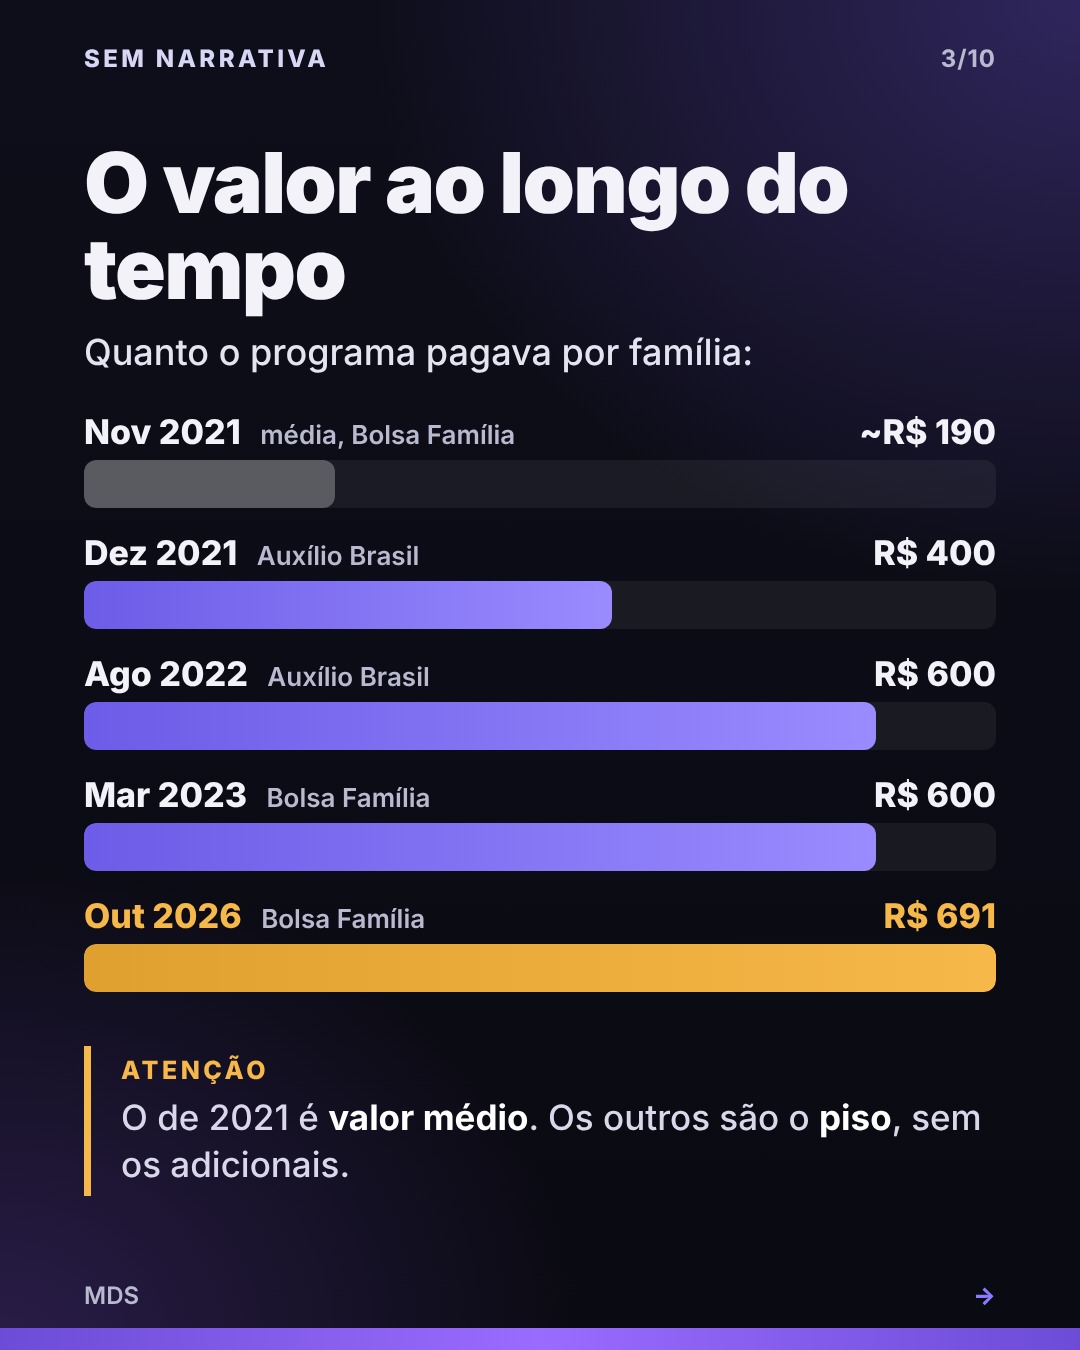 SEM NARRATIVA 3/10
O valor ao longo do
tempo
Quanto o programa pagava por família:
Nov 2021 média, Bolsa Família ~R$ 190
Dez 2021 Auxílio Brasil R$ 400
Ago 2022 Auxílio Brasil R$ 600
Mar 2023 Bolsa Família R$ 600
Out 2026 Bolsa Família R$ 691
ATENÇÃO
O de 2021 é valor médio. Os outros são o piso, sem
os adicionais.
MDS →